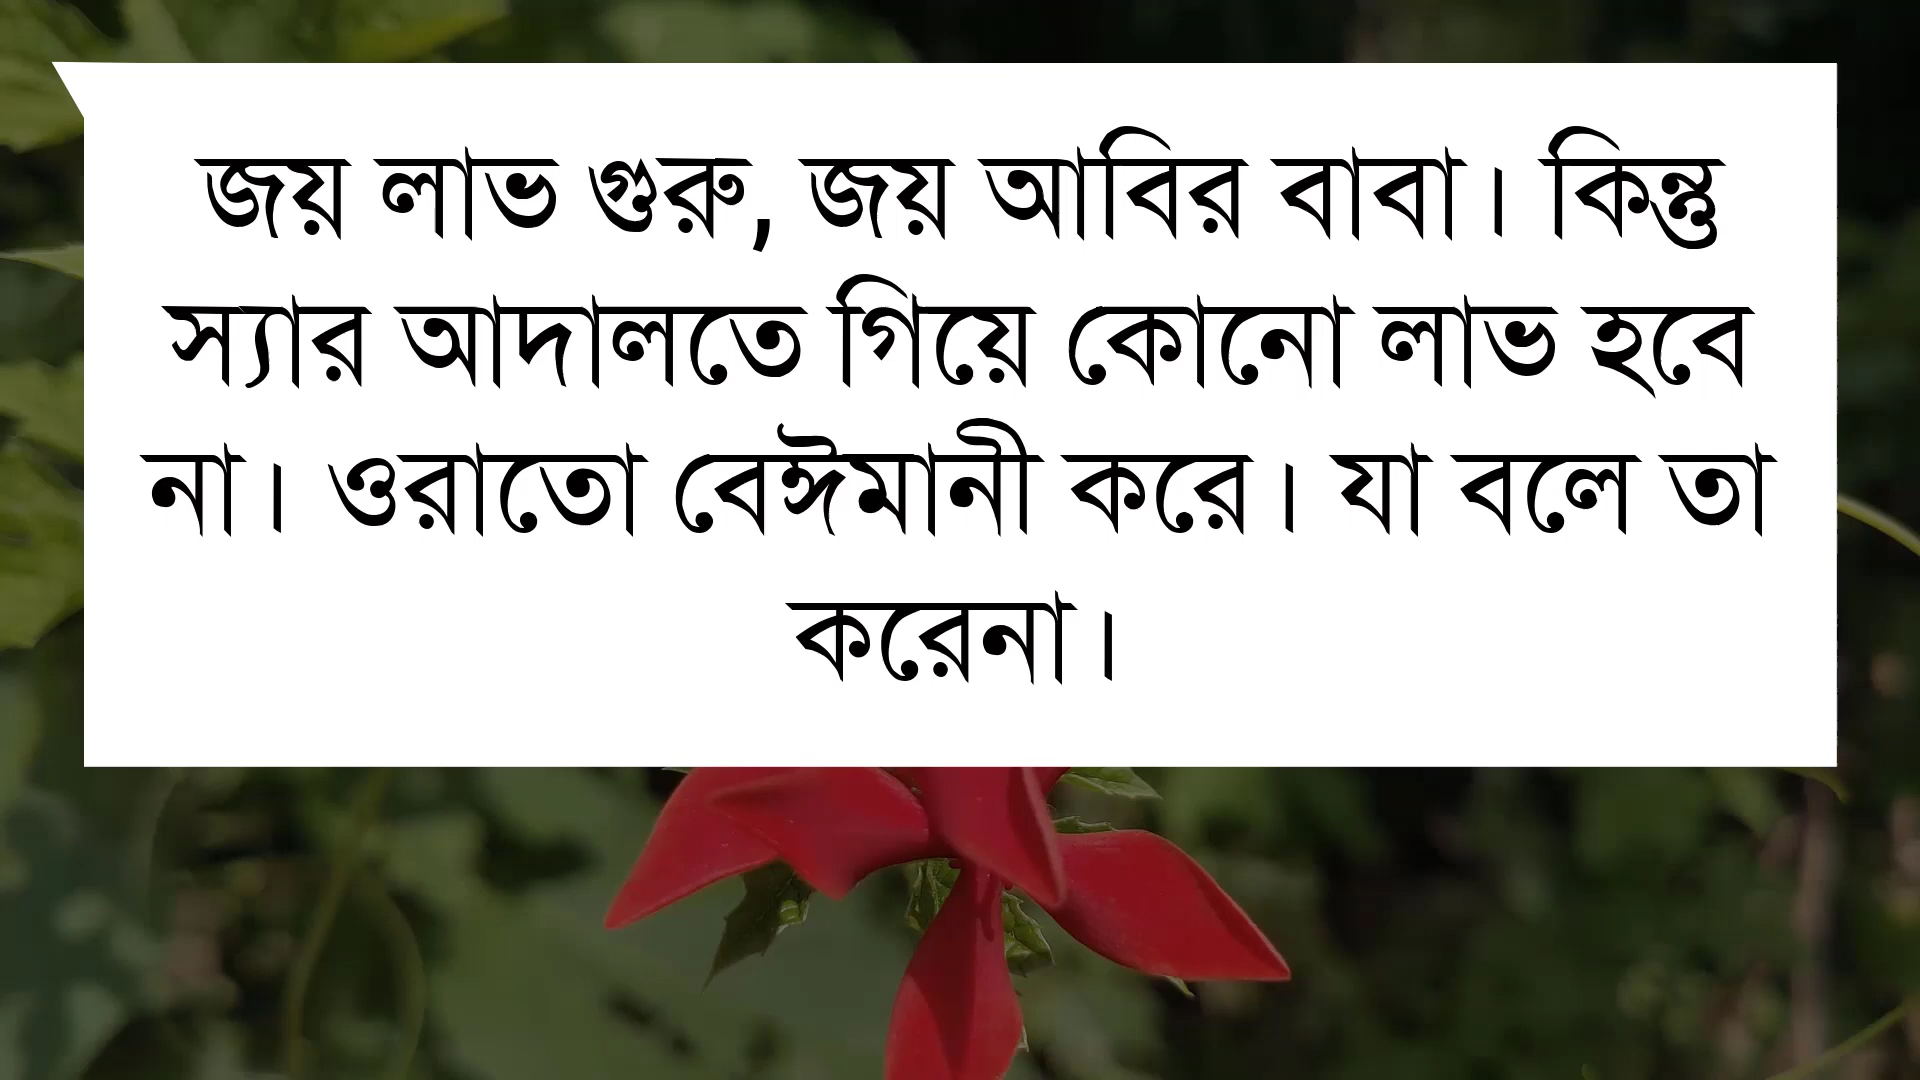 জয় লাভ গুরু, জয় আবির বাবা। কিন্তু
স্যার আদালতে গিয়ে কোনো লাভ হবে
না। ওরাতো বেঈমানী করে। যা বলে তা
করেনা।